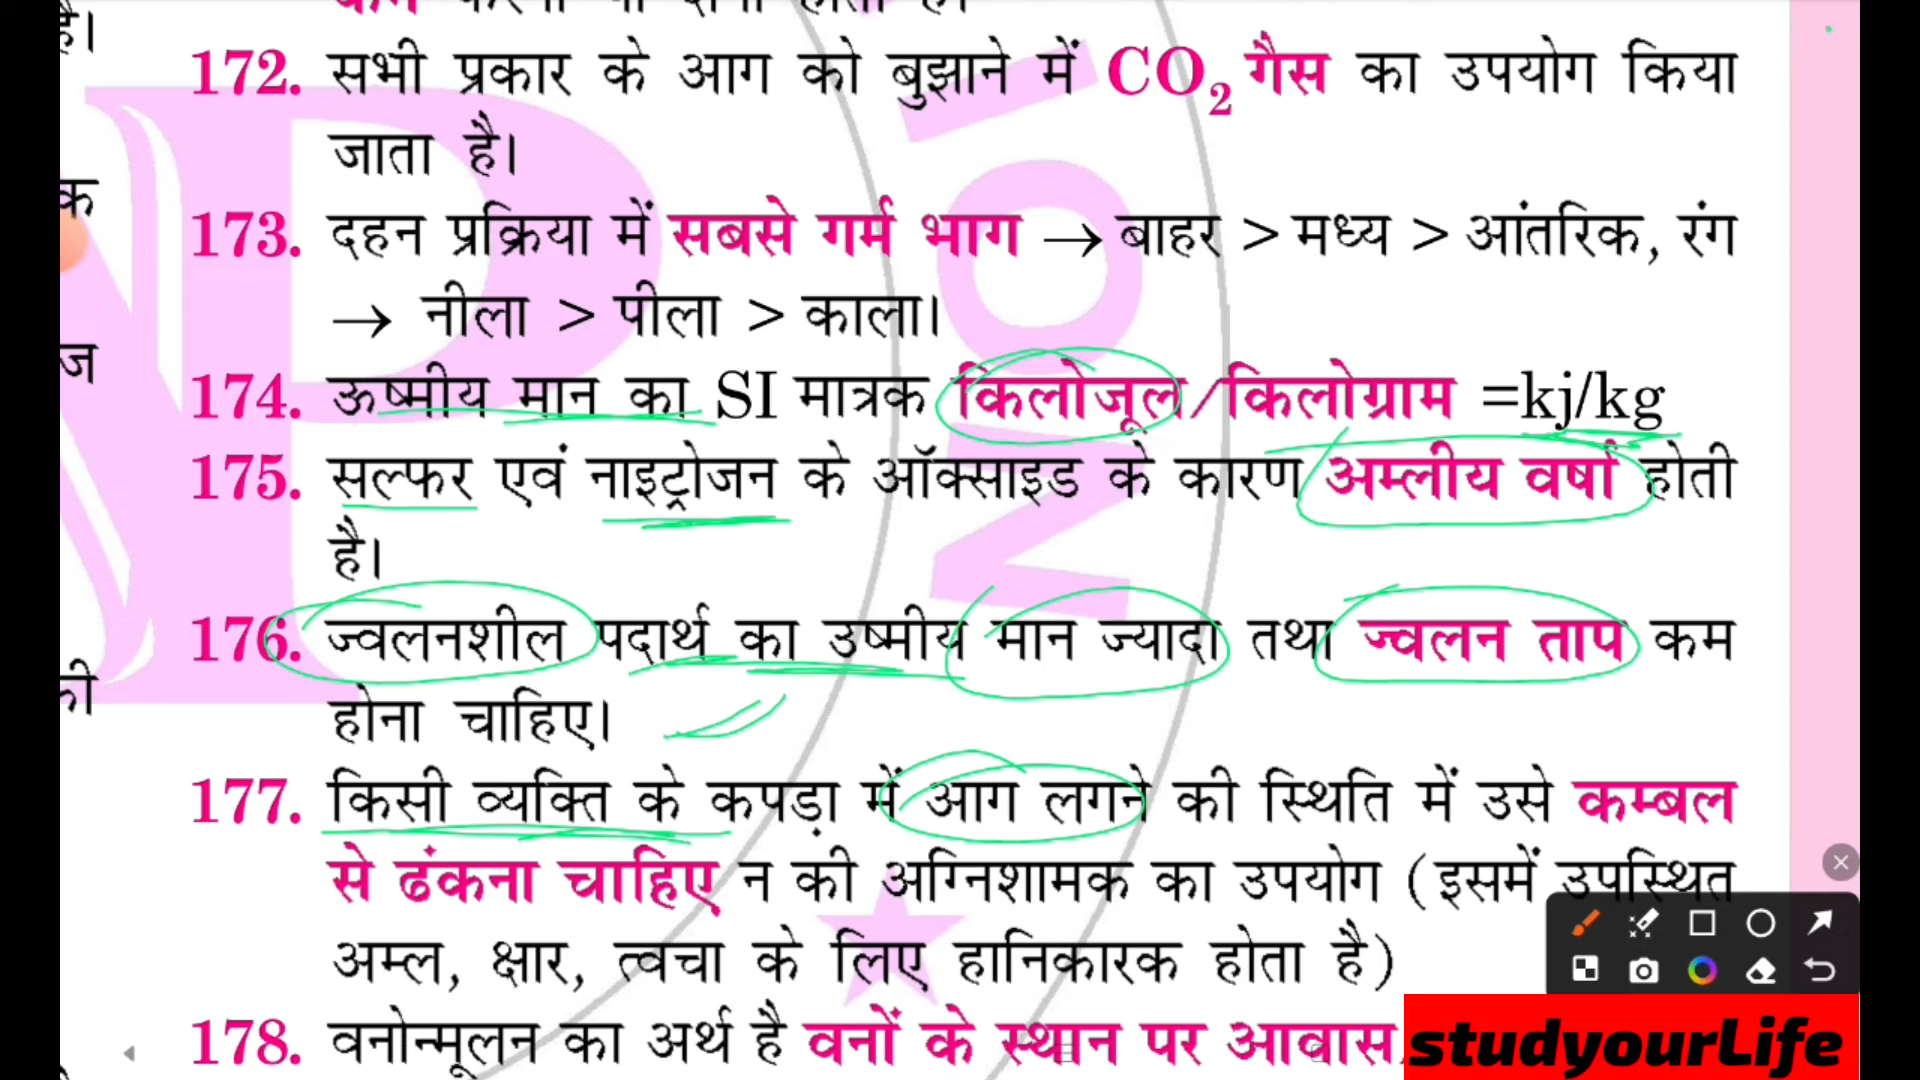 है।
172. सभी प्रकार के आग को बुझाने में CO2 गैस का उपयोग किया
जाता है।
क
173. दहन प्रक्रिया में सबसे गर्म भाग → बाहर > मध्य > आंतरिक, रंग
→ नीला > पीला > काला।
ज
174. ऊष्मीय मान का SI मात्रक किलोजूल/किलोग्राम =kj/kg
175. सल्फर एवं नाइट्रोजन के ऑक्साइड के कारण अम्लीय वर्षा होती
है।
176. ज्वलनशील पदार्थ का उष्मीय मान ज्यादा तथा ज्वलन ताप कम
की
होना चाहिए।
177. किसी व्यक्ति के कपड़ा में आग लगने की स्थिति में उसे कम्बल
से ढंकना चाहिए न की अग्निशामक का उपयोग (इसमें उपस्थित
अम्ल, क्षार, त्वचा के लिए हानिकारक होता है)
178. वनोन्मूलन का अर्थ है वनों के स्थान पर आवास
studyourLife